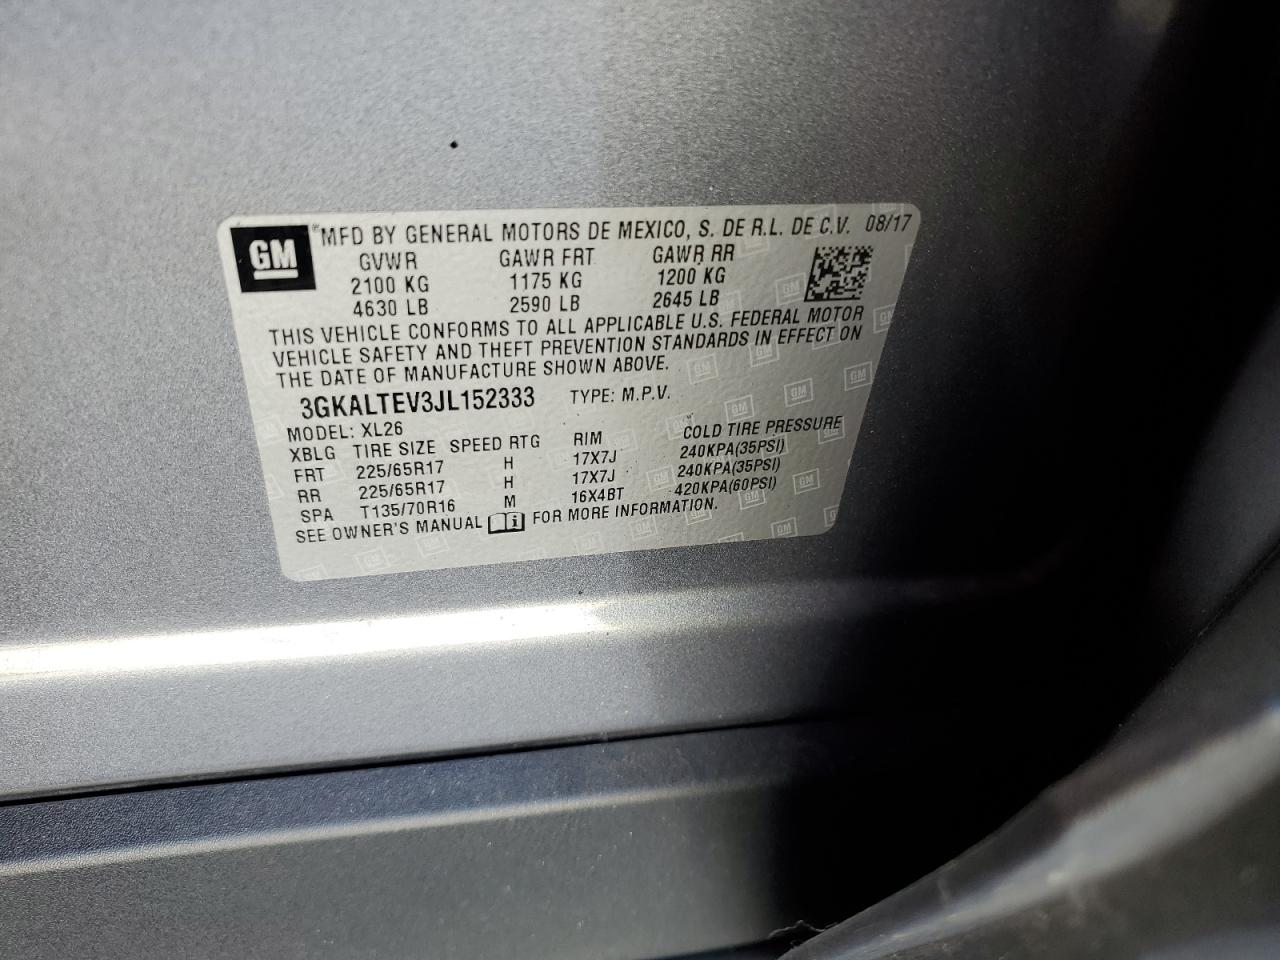 GM ® MFD BY GENERAL MOTORS DE MEXICO, S. DE R.L. DE C.V. 08/17
GVWR GAWR FRT GAWR RR
2100 KG 1175 KG 1200 KG
4630 LB 2590 LB 2645 LB
THIS VEHICLE CONFORMS TO ALL APPLICABLE U.S. FEDERAL MOTOR
VEHICLE SAFETY AND THEFT PREVENTION STANDARDS IN EFFECT ON
THE DATE OF MANUFACTURE SHOWN ABOVE.
3GKALTEV3JL152333 TYPE: M.P.V.
MODEL: XL26
XBLG TIRE SIZE SPEED RTG RIM COLD TIRE PRESSURE
FRT 225/65R17 H 17X7J 240KPA(35PSI)
RR 225/65R17 H 17X7J 240KPA(35PSI)
SPA T135/70R16 M 16X4BT 420KPA(60PSI)
SEE OWNER'S MANUAL FOR MORE INFORMATION.